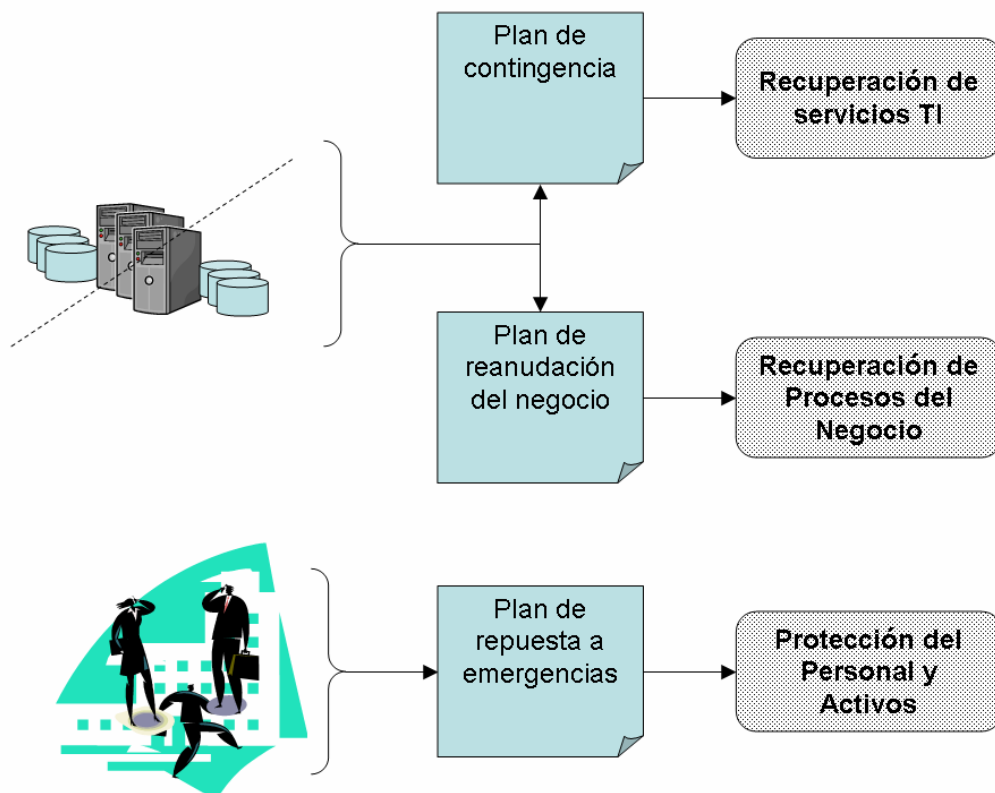 Plan de
contingencia
Recuperación de
servicios TI
Plan de
reanudación
del negocio
Recuperación de
Procesos del
Negocio
Plan de
repuesta a
emergencias
Protección del
Personal y
Activos